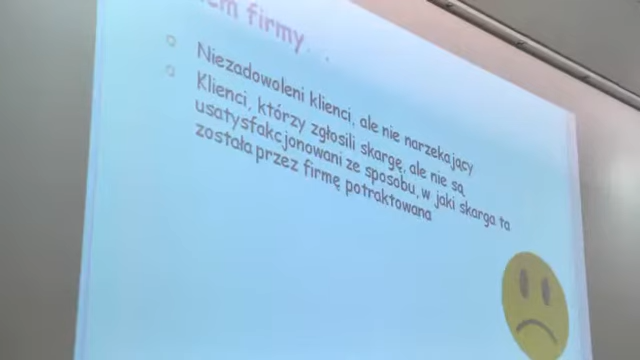 firmy...
Niezadowoleni klienci, ale nie narzekający
Klienci, którzy zgłosili skargę, ale nie są
usatysfakcjonowani ze sposobu, w jaki skarga ta
została przez firmę potraktowana